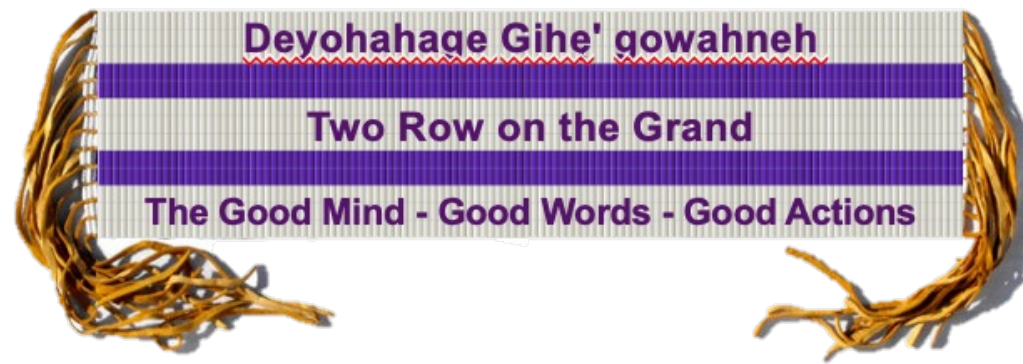 Deyohahage Gihe' gowahneh
Two Row on the Grand
The Good Mind - Good Words - Good Actions